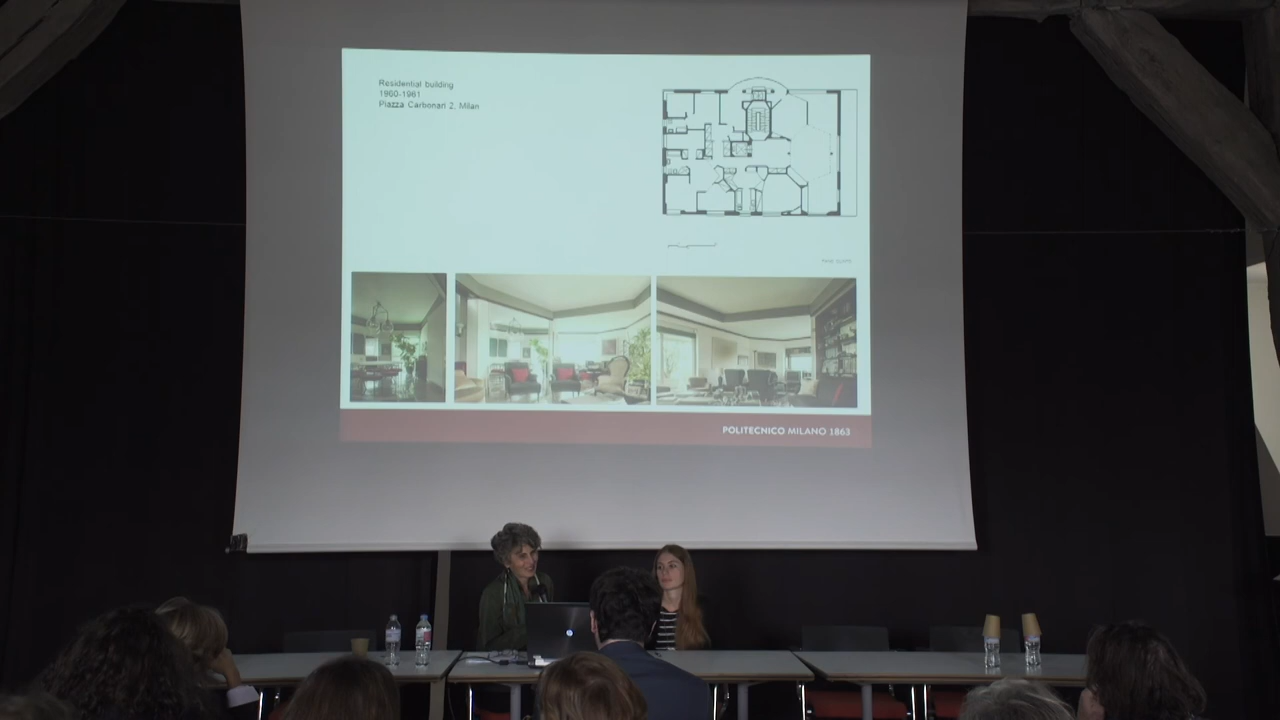 Residential building
1960-1961
Piazza Carbonari 2, Milan
POLITECNICO MILANO 1863